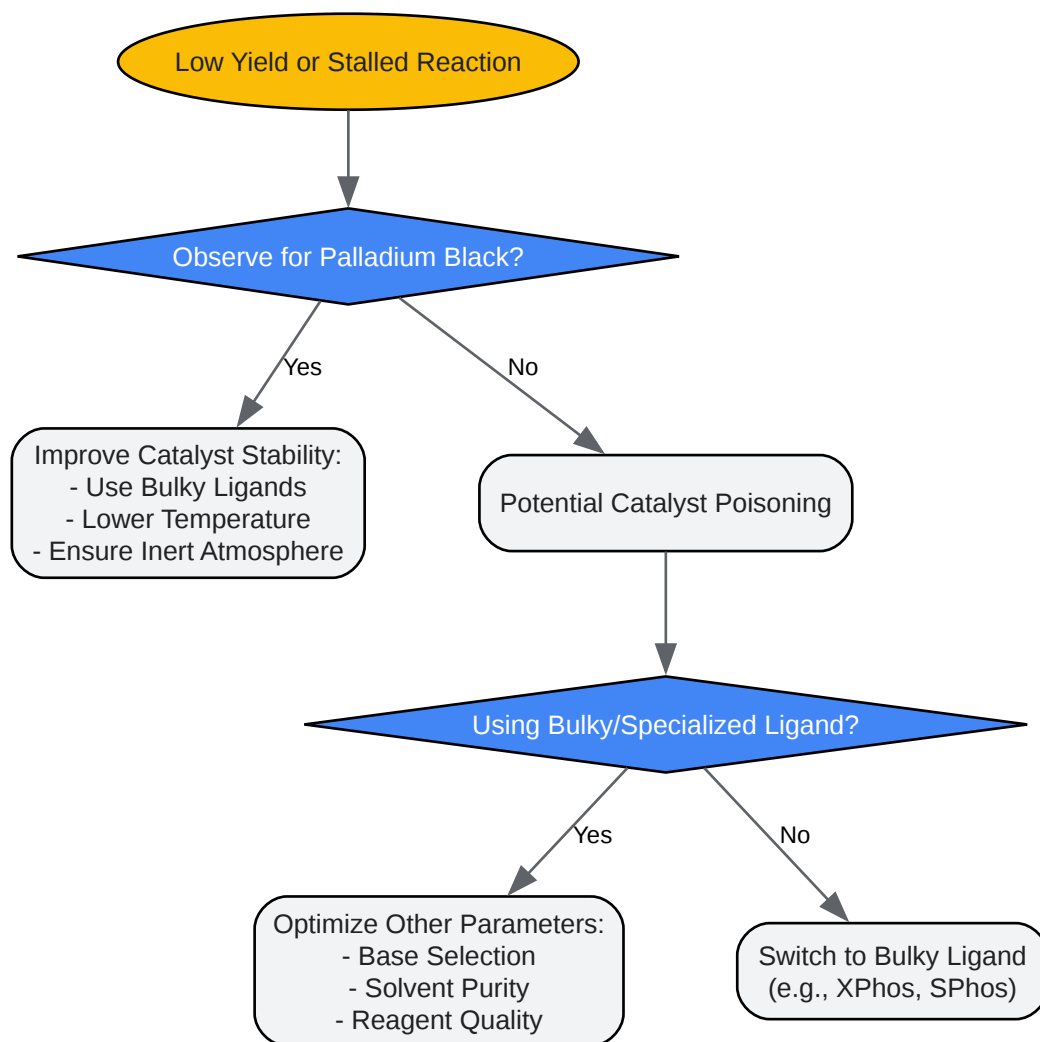 Low Yield or Stalled Reaction
Observe for Palladium Black?
Yes
No
Improve Catalyst Stability:
- Use Bulky Ligands
- Lower Temperature
- Ensure Inert Atmosphere
Potential Catalyst Poisoning
Using Bulky/Specialized Ligand?
Yes
No
Optimize Other Parameters:
- Base Selection
- Solvent Purity
- Reagent Quality
Switch to Bulky Ligand
(e.g., XPhos, SPhos)